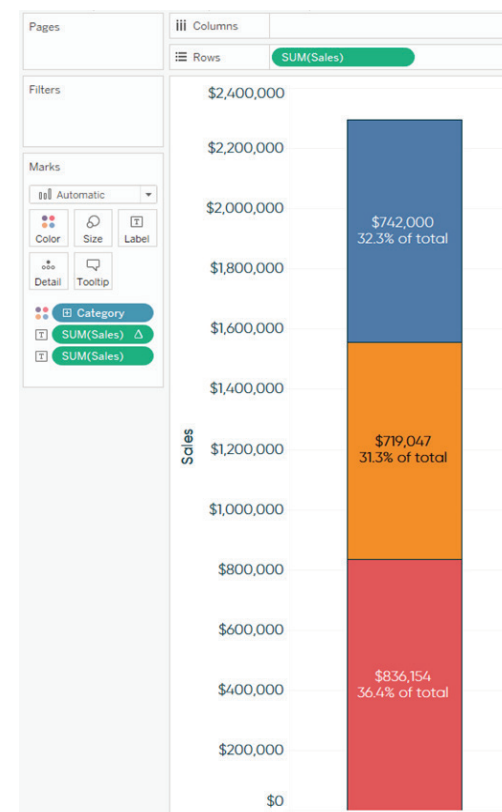 Pages
Columns
Rows
SUM(Sales)
Filters
Marks
Automatic
Color
Size
Label
Detail
Tooltip
Category
SUM(Sales)
SUM(Sales)
Sales
$2,400,000
$2,200,000
$2,000,000
$1,800,000
$1,600,000
$1,400,000
$1,200,000
$1,000,000
$800,000
$600,000
$400,000
$200,000
$0
$742,000
32.3% of total
$719,047
31.3% of total
$836,154
36.4% of total